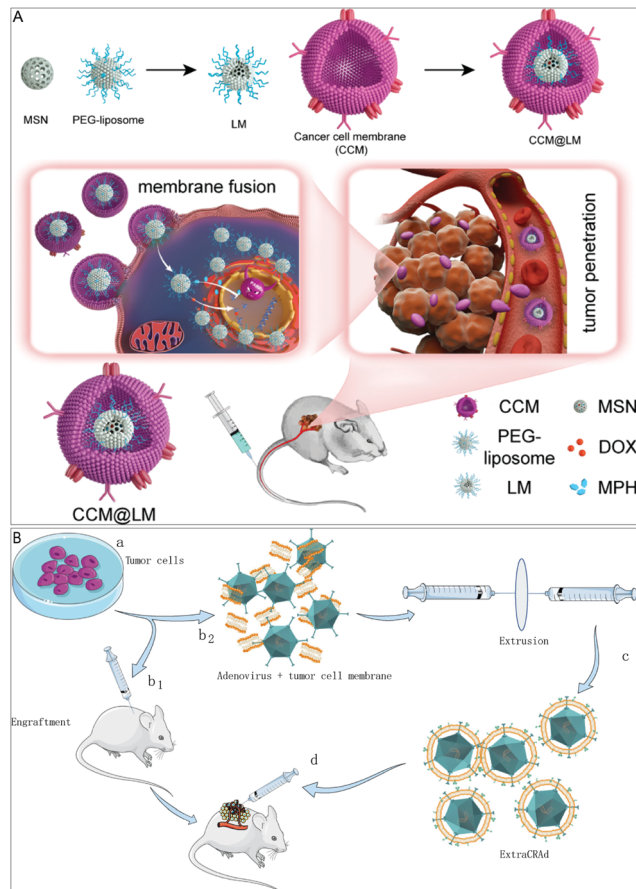 A
MSN
PEG-liposome
LM
Cancer cell membrane
(CCM)
CCM@LM
membrane fusion
tumor penetration
CCM@LM
CCM
PEG-
liposome
LM
MSN
DOX
MPH
B
a
Tumor cells
b2
Adenovirus + tumor cell membrane
Extrusion
c
b1
Engraftment
d
ExtraCRAd